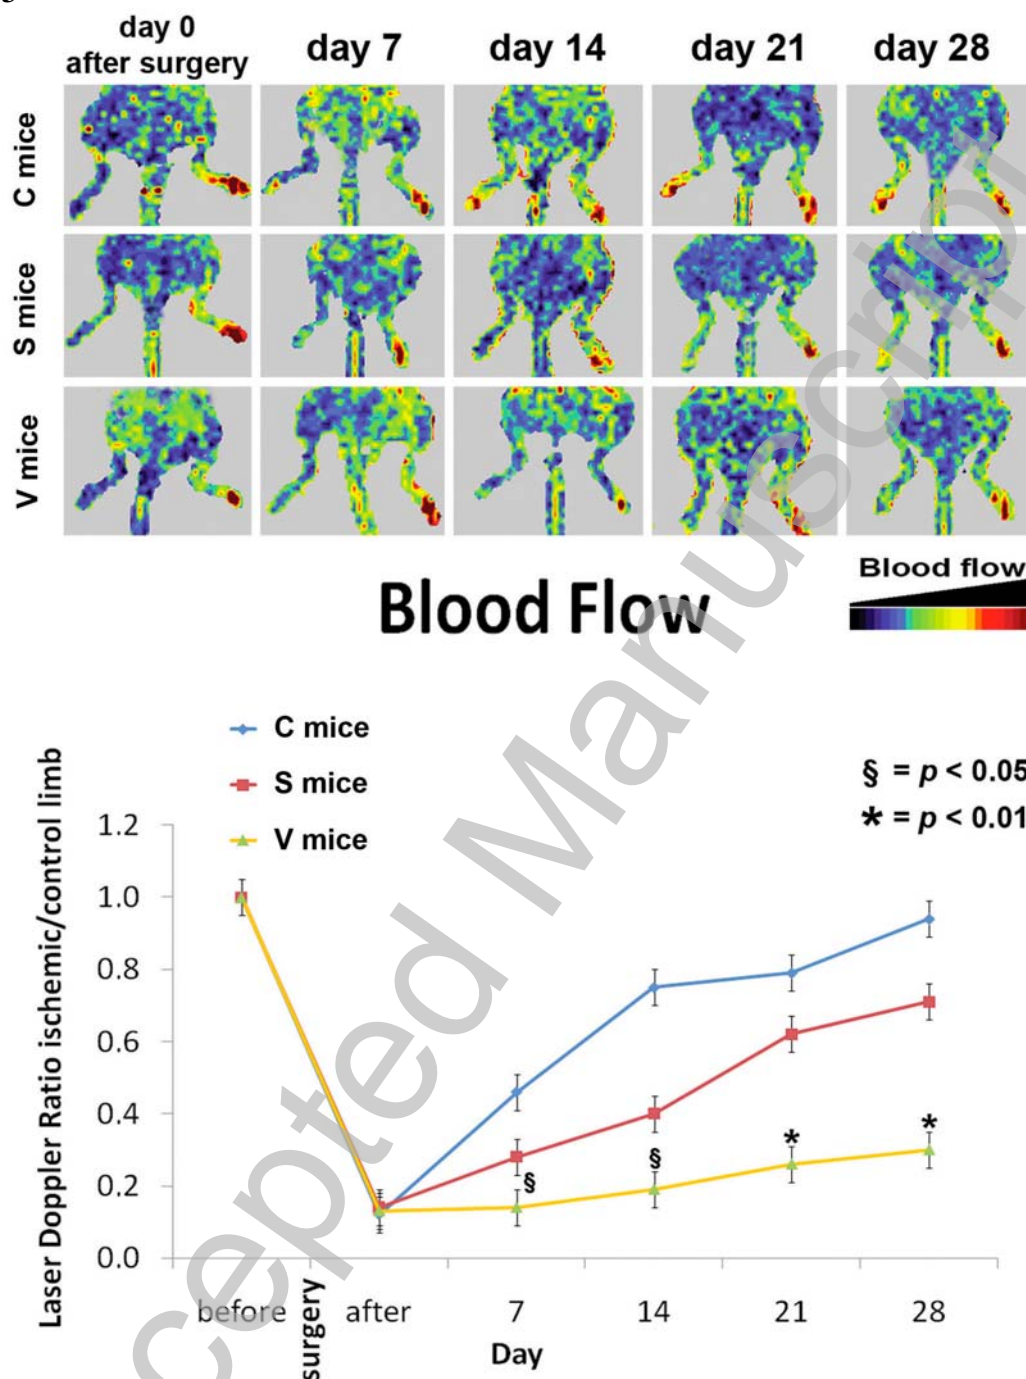 day 0
after surgery
day 7
day 14
day 21
day 28
C mice
S mice
V mice
Blood flow
Blood Flow
C mice
S mice
V mice
§ = p < 0.05
* = p < 0.01
Laser Doppler Ratio ischemic/control limb
1.2
1.0
0.8
0.6
0.4
0.2
0.0
§
§
*
*
before
surgery
after
7
14
21
28
Day
cepted Manuscript